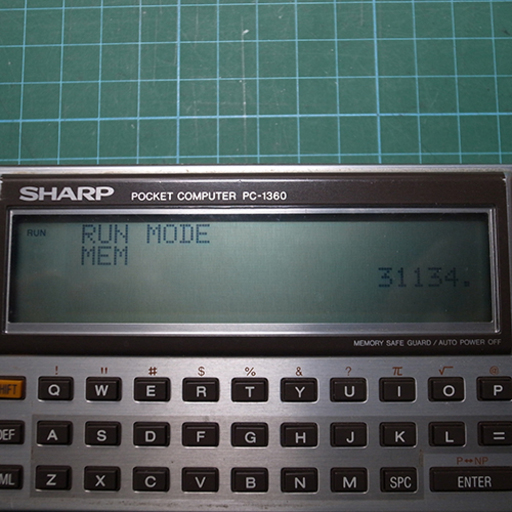 SHARP POCKET COMPUTER PC-1360
RUN RUN MODE
MEM
31134.
MEMORY SAFE GUARD / AUTO POWER OFF
! " # $ % & ? π √
Q W E R T Y U I O P
DEF A S D F G H J K L =
P↔NP
Z X C V B N M SPC ENTER